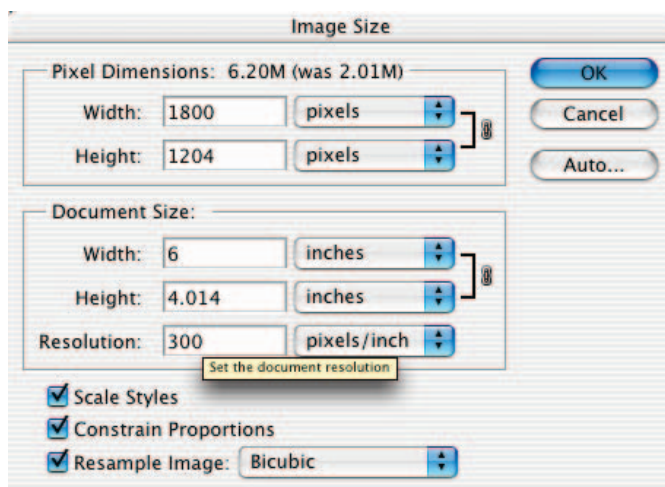 Image Size
Pixel Dimensions: 6.20M (was 2.01M)
Width: 1800 pixels
Height: 1204 pixels
OK
Cancel
Auto...
Document Size:
Width: 6 inches
Height: 4.014 inches
Resolution: 300 pixels/inch
Set the document resolution
Scale Styles
Constrain Proportions
Resample Image: Bicubic